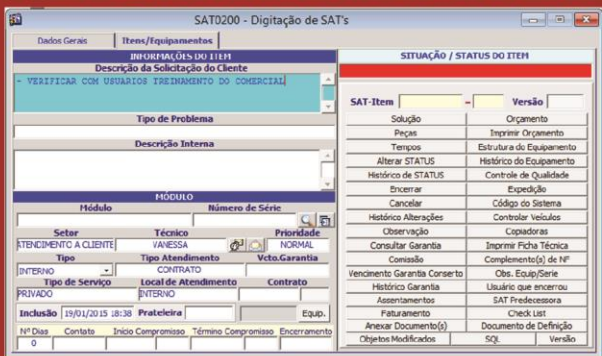 SAT0200 - Digitação de SAT's
Dados Gerais
Itens/Equipamentos
INFORMAÇÕES DO ITEM
Descrição da Solicitação do Cliente
- VERIFICAR COM USUARIOS TREINAMENTO DO COMERCIAL
Tipo de Problema
Descrição Interna
MÓDULO
Módulo Número de Série
Setor Técnico Prioridade
ATENDIMENTO A CLIENTE VANESSA NORMAL
Tipo Tipo Atendimento Vcto.Garantia
INTERNO CONTRATO
Tipo de Serviço Local de Atendimento Contrato
PRIVADO INTERNO
Inclusão 19/01/2015 18:38 Prateleira Equip.
Nº Dias Contato Início Compromisso Término Compromisso Encerramento
0
SITUAÇÃO / STATUS DO ITEM
SAT-Item - Versão
Solução Orçamento
Peças Imprimir Orçamento
Tempos Estrutura do Equipamento
Alterar STATUS Histórico do Equipamento
Histórico de STATUS Controle de Qualidade
Encerrar Expedição
Cancelar Código do Sistema
Histórico Alterações Controlar Veículos
Observação Copiadoras
Consultar Garantia Imprimir Ficha Técnica
Comissão Complemento(s) de Nº
Vencimento Garantia Conserto Obs. Equip/Serie
Histórico Garantia Usuário que encerrou
Assentamentos SAT Predecessora
Faturamento Check List
Anexar Documento(s) Documento de Definição
Objetos Modificados SQL Versão